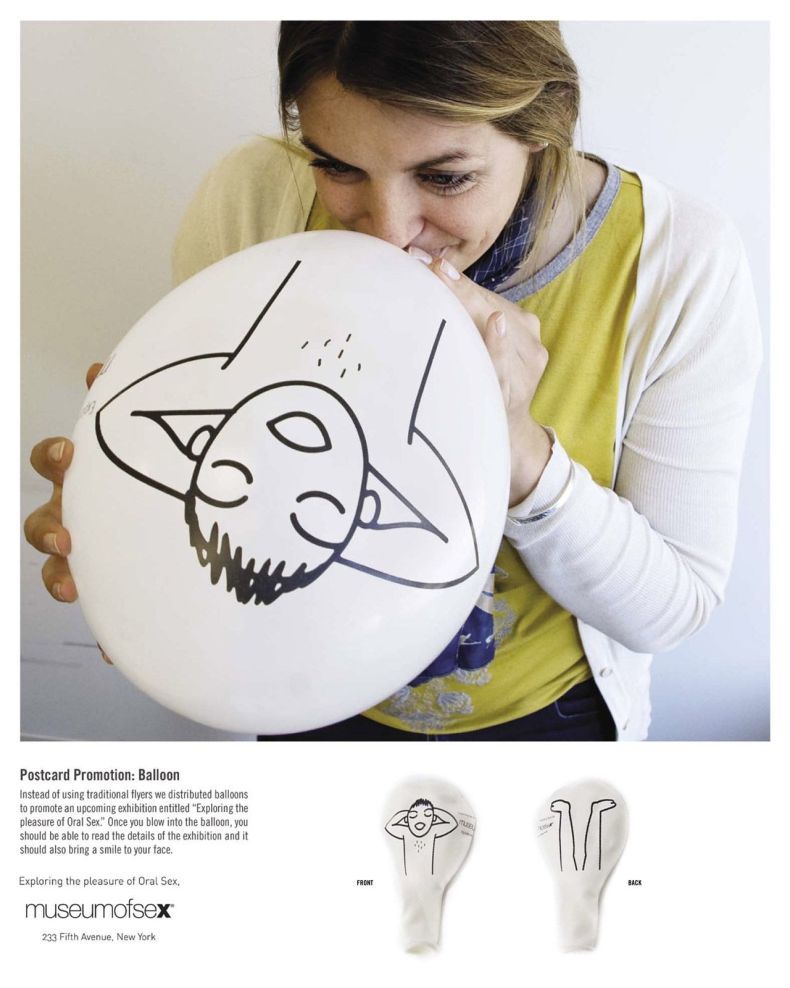 Postcard Promotion: Balloon
Instead of using traditional flyers we distributed balloons
to promote an upcoming exhibition entitled “Exploring the
pleasure of Oral Sex.” Once you blow into the balloon, you
should be able to read the details of the exhibition and it
should also bring a smile to your face.
Exploring the pleasure of Oral Sex,
museumofsex®
233 Fifth Avenue, New York
FRONT
BACK